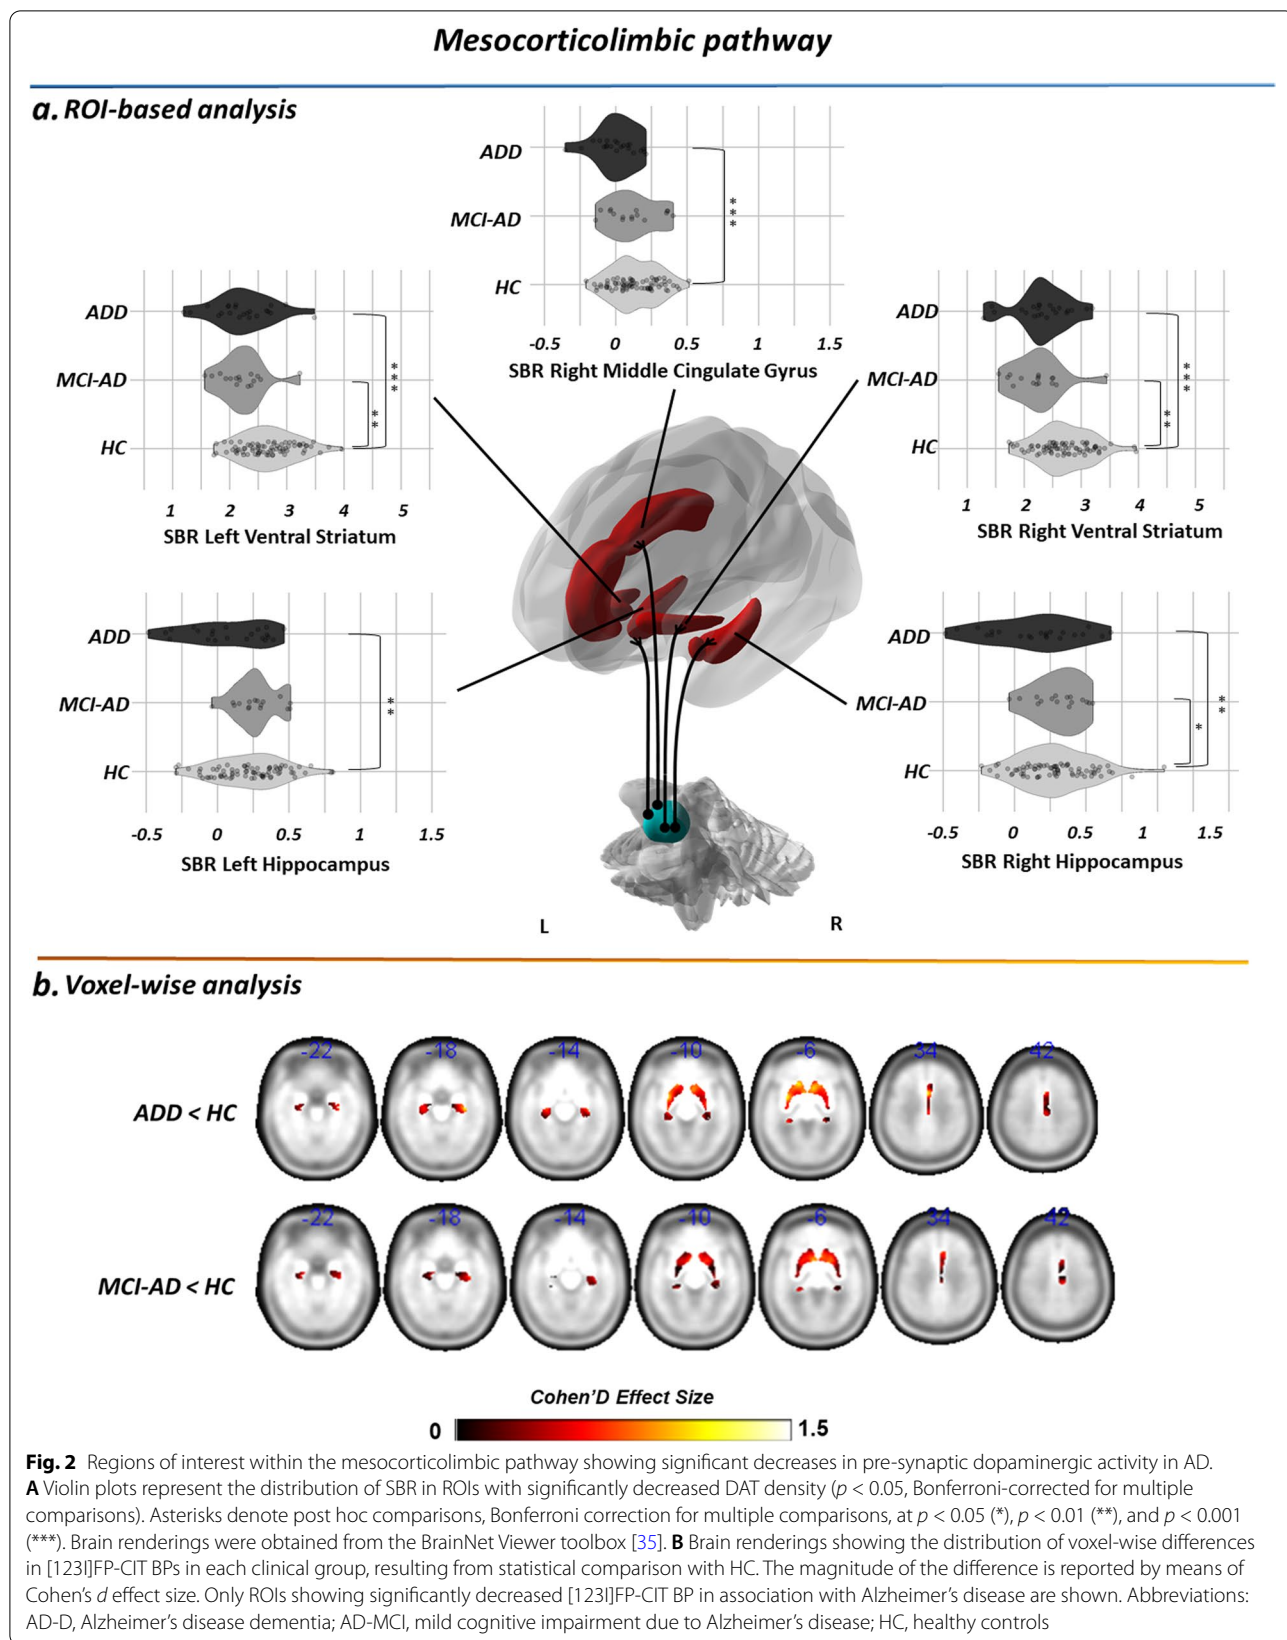 Mesocorticolimbic pathway
a. ROI-based analysis
ADD
MCI-AD
HC
***
-0.5 0 0.5 1 1.5
SBR Right Middle Cingulate Gyrus
ADD
MCI-AD
HC
***
**
1 2 3 4 5
SBR Left Ventral Striatum
ADD
MCI-AD
HC
***
**
1 2 3 4 5
SBR Right Ventral Striatum
ADD
MCI-AD
HC
**
-0.5 0 0.5 1 1.5
SBR Left Hippocampus
ADD
MCI-AD
HC
**
*
-0.5 0 0.5 1 1.5
SBR Right Hippocampus
L R
b. Voxel-wise analysis
-22 -18 -14 -10 -6 34 42
ADD < HC
-22 -18 -14 -10 -6 34 42
MCI-AD < HC
Cohen'D Effect Size
0 1.5
Fig. 2 Regions of interest within the mesocorticolimbic pathway showing significant decreases in pre-synaptic dopaminergic activity in AD.
A Violin plots represent the distribution of SBR in ROIs with significantly decreased DAT density (p < 0.05, Bonferroni-corrected for multiple
comparisons). Asterisks denote post hoc comparisons, Bonferroni correction for multiple comparisons, at p < 0.05 (*), p < 0.01 (**), and p < 0.001
(***). Brain renderings were obtained from the BrainNet Viewer toolbox [35]. B Brain renderings showing the distribution of voxel-wise differences
in [123I]FP-CIT BPs in each clinical group, resulting from statistical comparison with HC. The magnitude of the difference is reported by means of
Cohen's d effect size. Only ROIs showing significantly decreased [123I]FP-CIT BP in association with Alzheimer's disease are shown. Abbreviations:
AD-D, Alzheimer's disease dementia; AD-MCI, mild cognitive impairment due to Alzheimer's disease; HC, healthy controls